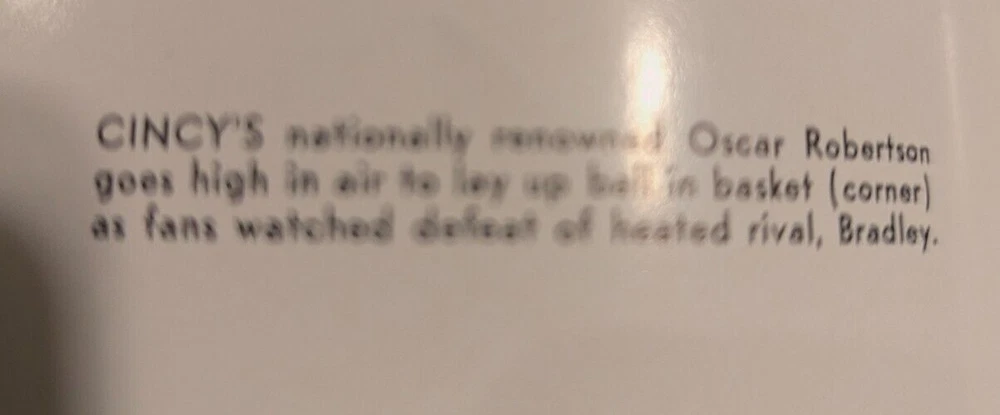 CINCY'S nationally renowned Oscar Robertson
goes high in air to lay up ball in basket (corner)
as fans watched defeat of heated rival, Bradley.